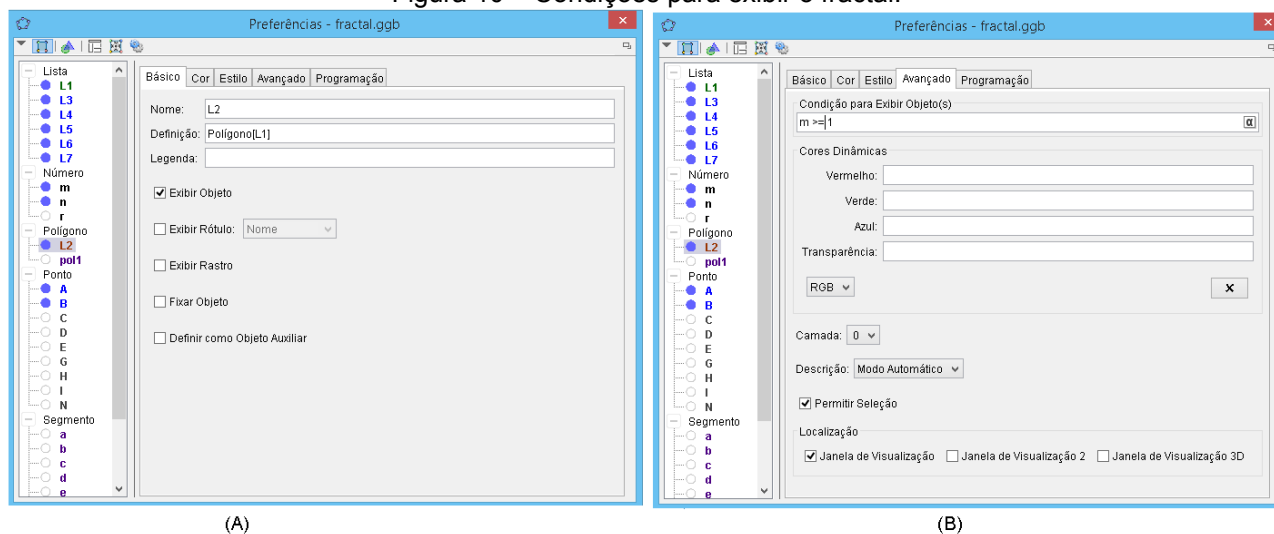 Figura 10 – Condições para exibir o fractal.
Preferências - fractal.ggb
Lista
L1
L3
L4
L5
L6
L7
Número
m
n
r
Polígono
L2
pol1
Ponto
A
B
C
D
E
G
H
I
N
Segmento
a
b
c
d
e
Básico Cor Estilo Avançado Programação
Nome: L2
Definição: Polígono[L1]
Legenda:
Exibir Objeto
Exibir Rótulo: Nome
Exibir Rastro
Fixar Objeto
Definir como Objeto Auxiliar
(A)
Preferências - fractal.ggb
Lista
L1
L3
L4
L5
L6
L7
Número
m
n
r
Polígono
L2
pol1
Ponto
A
B
C
D
E
G
H
I
N
Segmento
a
b
c
d
e
Básico Cor Estilo Avançado Programação
Condição para Exibir Objeto(s)
m >= 1 α
Cores Dinâmicas
Vermelho:
Verde:
Azul:
Transparência:
RGB x
Camada: 0
Descrição: Modo Automático
Permitir Seleção
Localização
Janela de Visualização Janela de Visualização 2 Janela de Visualização 3D
(B)